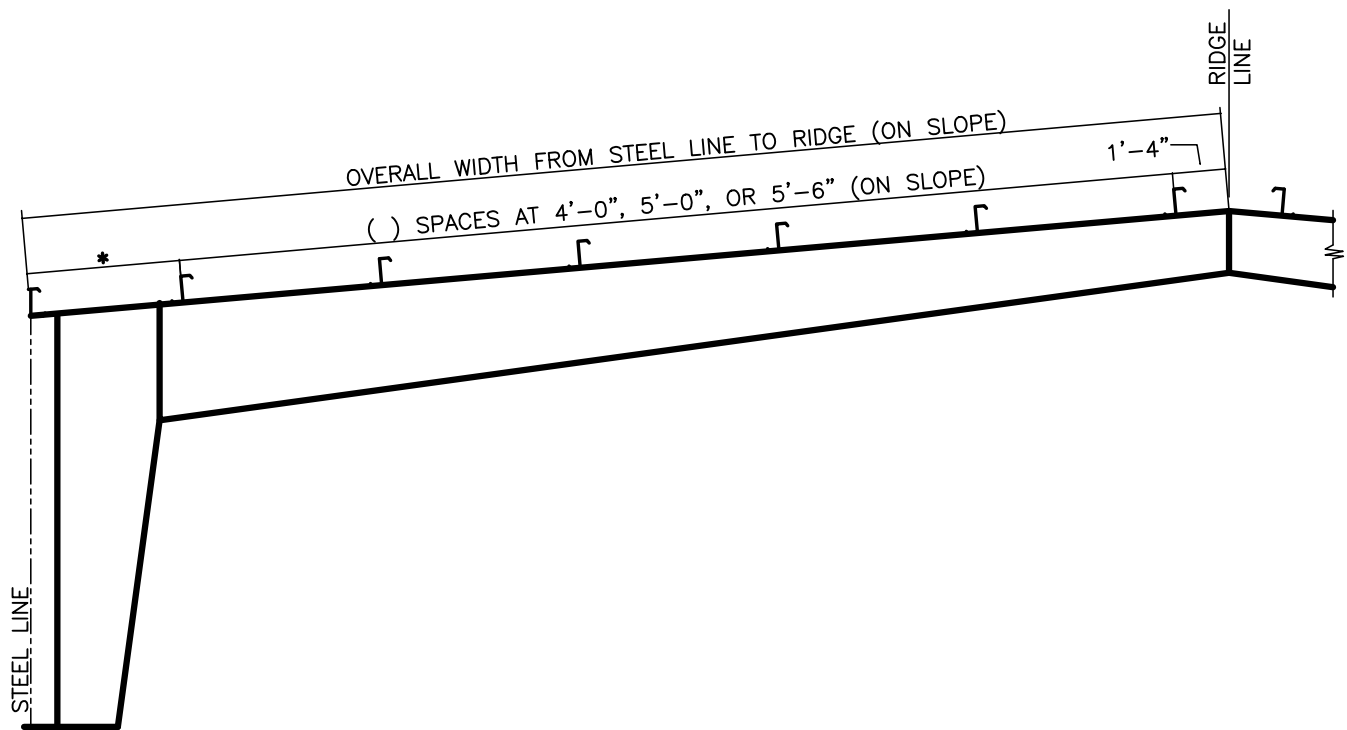 RIDGE
LINE
OVERALL WIDTH FROM STEEL LINE TO RIDGE (ON SLOPE)
1'-4"
( ) SPACES AT 4'-0", 5'-0", OR 5'-6" (ON SLOPE)
*
STEEL LINE